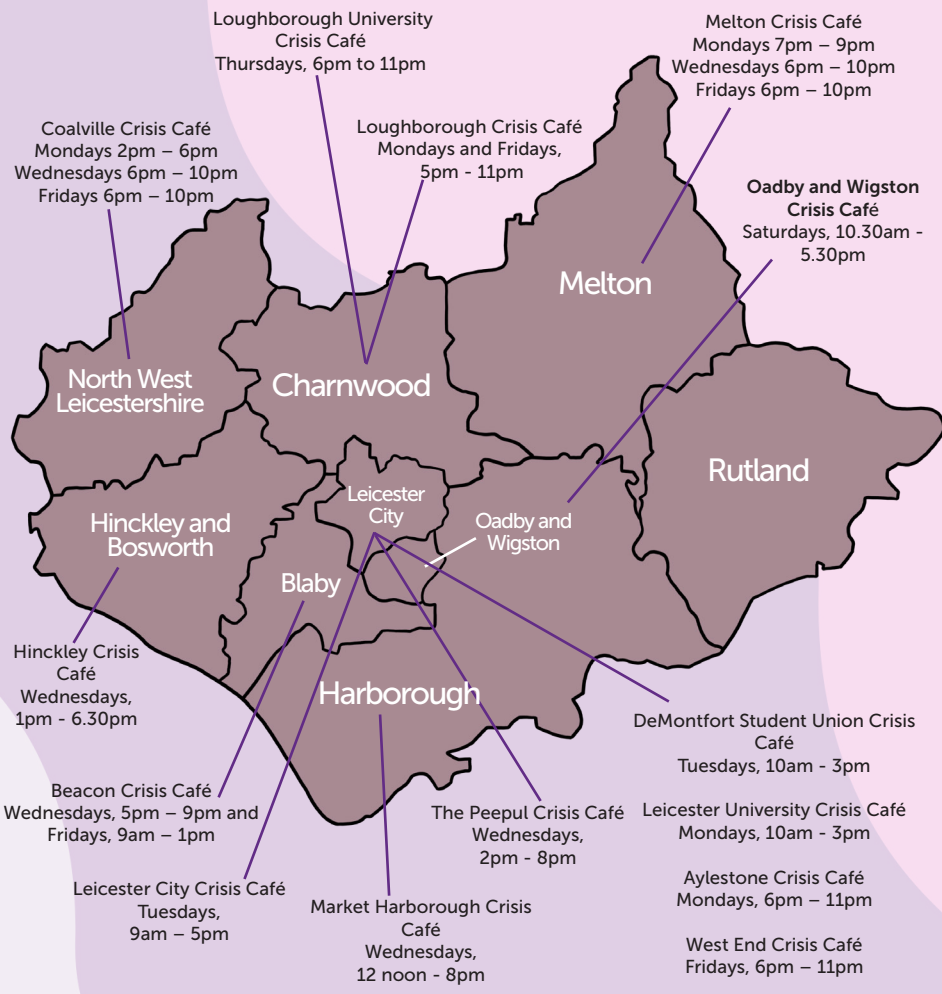 Loughborough University
Crisis Café
Thursdays, 6pm to 11pm
Melton Crisis Café
Mondays 7pm – 9pm
Wednesdays 6pm – 10pm
Fridays 6pm – 10pm
Coalville Crisis Café
Mondays 2pm – 6pm
Wednesdays 6pm – 10pm
Fridays 6pm – 10pm
Loughborough Crisis Café
Mondays and Fridays,
5pm - 11pm
Oadby and Wigston
Crisis Café
Saturdays, 10.30am -
5.30pm
Melton
North West
Leicestershire
Charnwood
Rutland
Leicester
City
Hinckley and
Bosworth
Oadby and
Wigston
Blaby
Harborough
Hinckley Crisis
Café
Wednesdays,
1pm - 6.30pm
DeMontfort Student Union Crisis
Café
Tuesdays, 10am - 3pm
Beacon Crisis Café
Wednesdays, 5pm – 9pm and
Fridays, 9am – 1pm
The Peepul Crisis Café
Wednesdays,
2pm - 8pm
Leicester University Crisis Café
Mondays, 10am - 3pm
Leicester City Crisis Café
Tuesdays,
9am – 5pm
Market Harborough Crisis
Café
Wednesdays,
12 noon - 8pm
Aylestone Crisis Café
Mondays, 6pm – 11pm
West End Crisis Café
Fridays, 6pm – 11pm